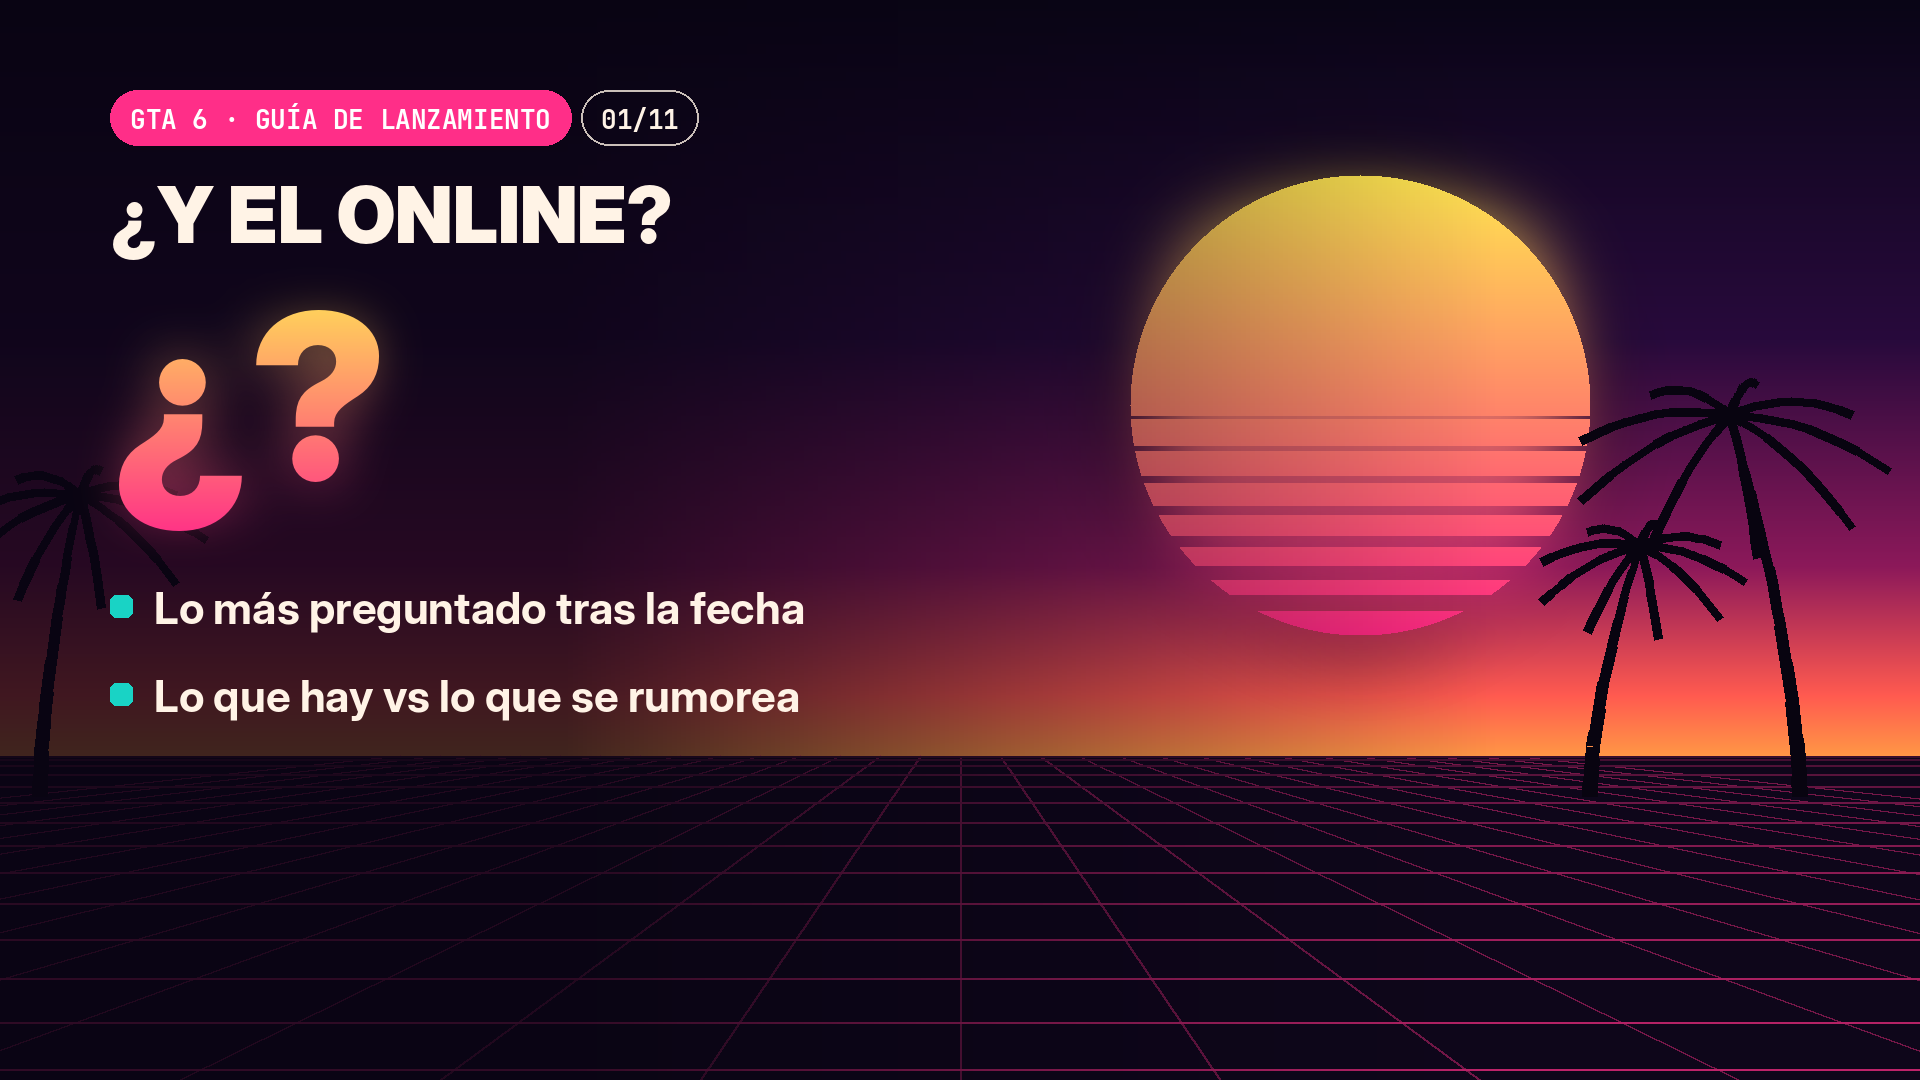 GTA 6 · GUÍA DE LANZAMIENTO 01/11
¿Y EL ONLINE?
¿?
Lo más preguntado tras la fecha
Lo que hay vs lo que se rumorea